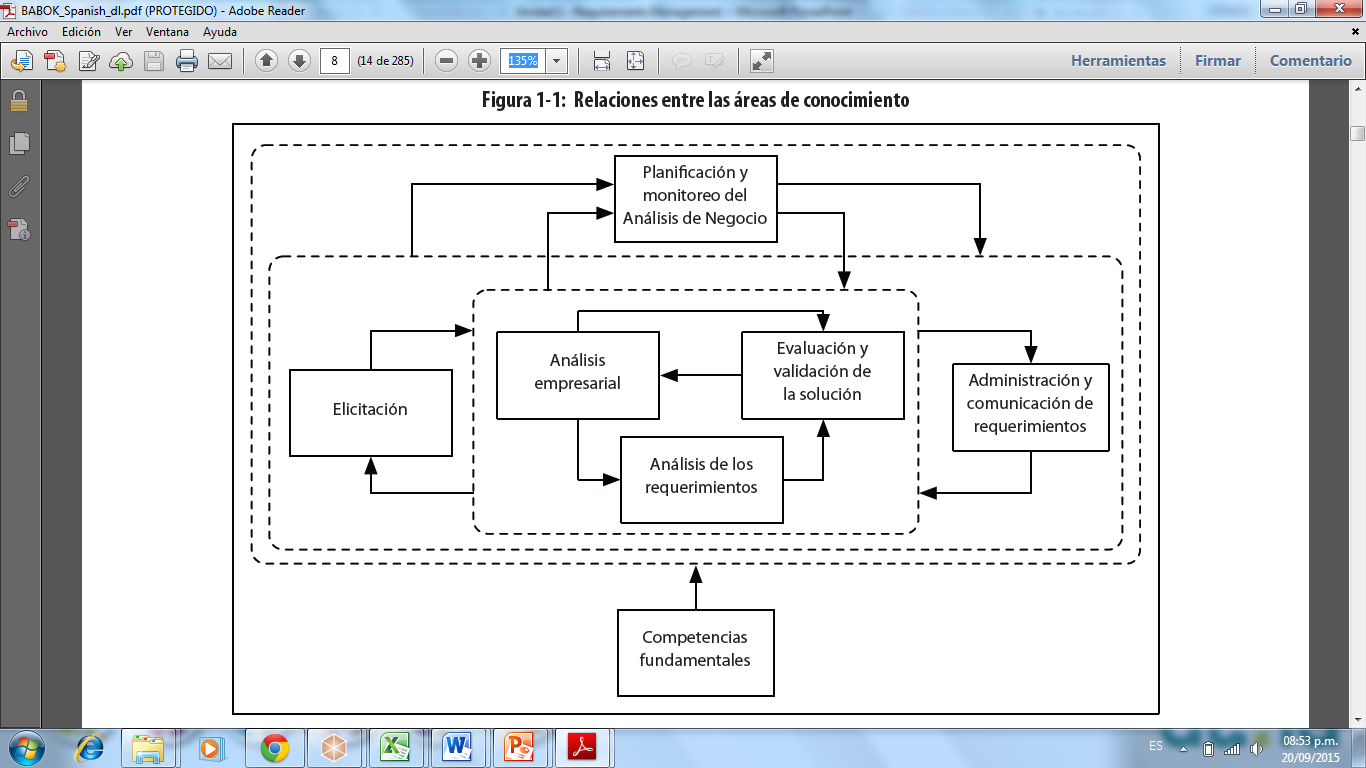 BABOK_Spanish_dl.pdf (PROTEGIDO) - Adobe Reader
Archivo Edición Ver Ventana Ayuda
8 (14 de 285) 135% Herramientas Firmar Comentario
Figura 1-1: Relaciones entre las áreas de conocimiento
Planificación y
monitoreo del
Análisis de Negocio
Elicitación
Análisis
empresarial
Evaluación y
validación de
la solución
Análisis de los
requerimientos
Administración y
comunicación de
requerimientos
Competencias
fundamentales
ES
08:53 p.m.
20/09/2015